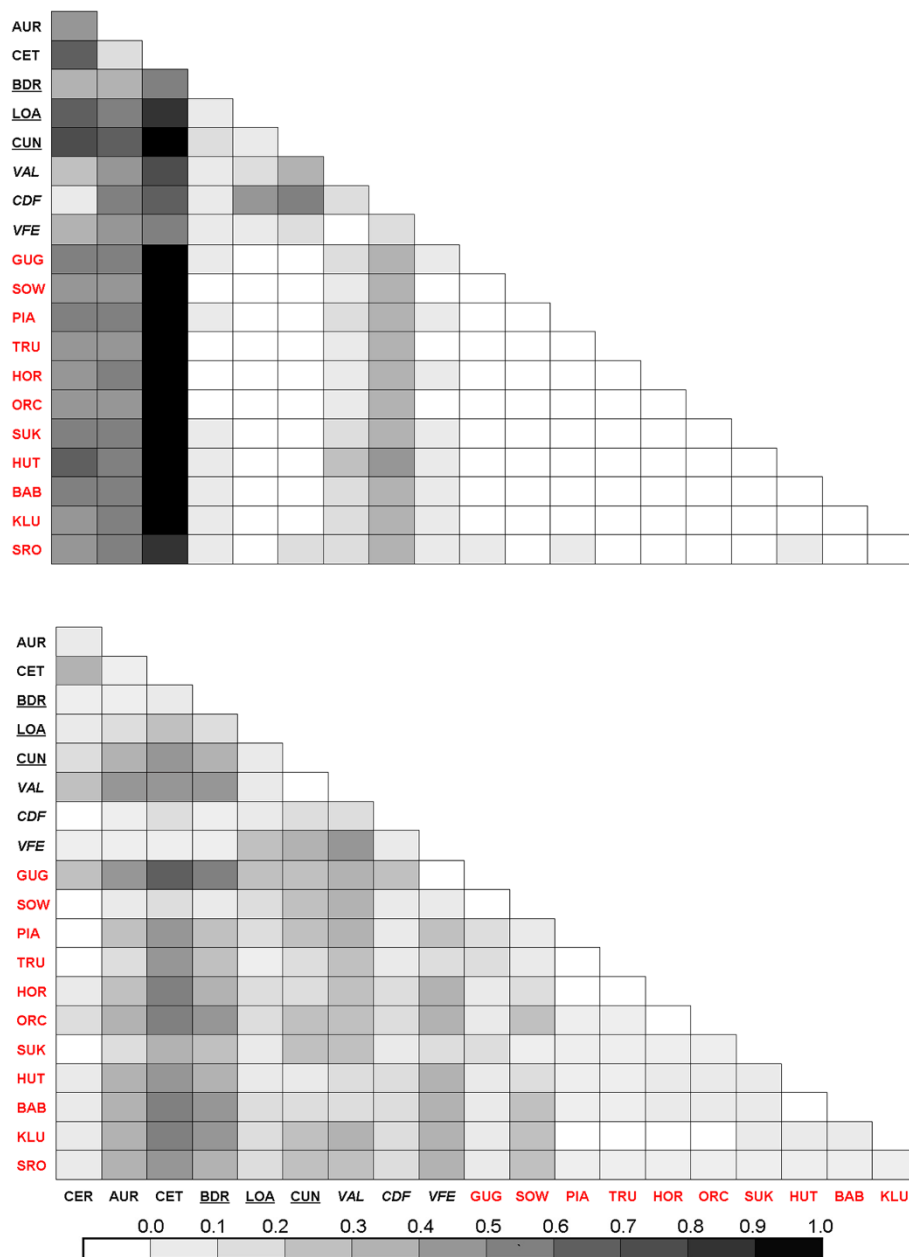 AUR
CET
BDR
LOA
CUN
VAL
CDF
VFE
GUG
SOW
PIA
TRU
HOR
ORC
SUK
HUT
BAB
KLU
SRO
AUR
CET
BDR
LOA
CUN
VAL
CDF
VFE
GUG
SOW
PIA
TRU
HOR
ORC
SUK
HUT
BAB
KLU
SRO
CER AUR CET BDR LOA CUN VAL CDF VFE GUG SOW PIA TRU HOR ORC SUK HUT BAB KLU
0.0 0.1 0.2 0.3 0.4 0.5 0.6 0.7 0.8 0.9 1.0